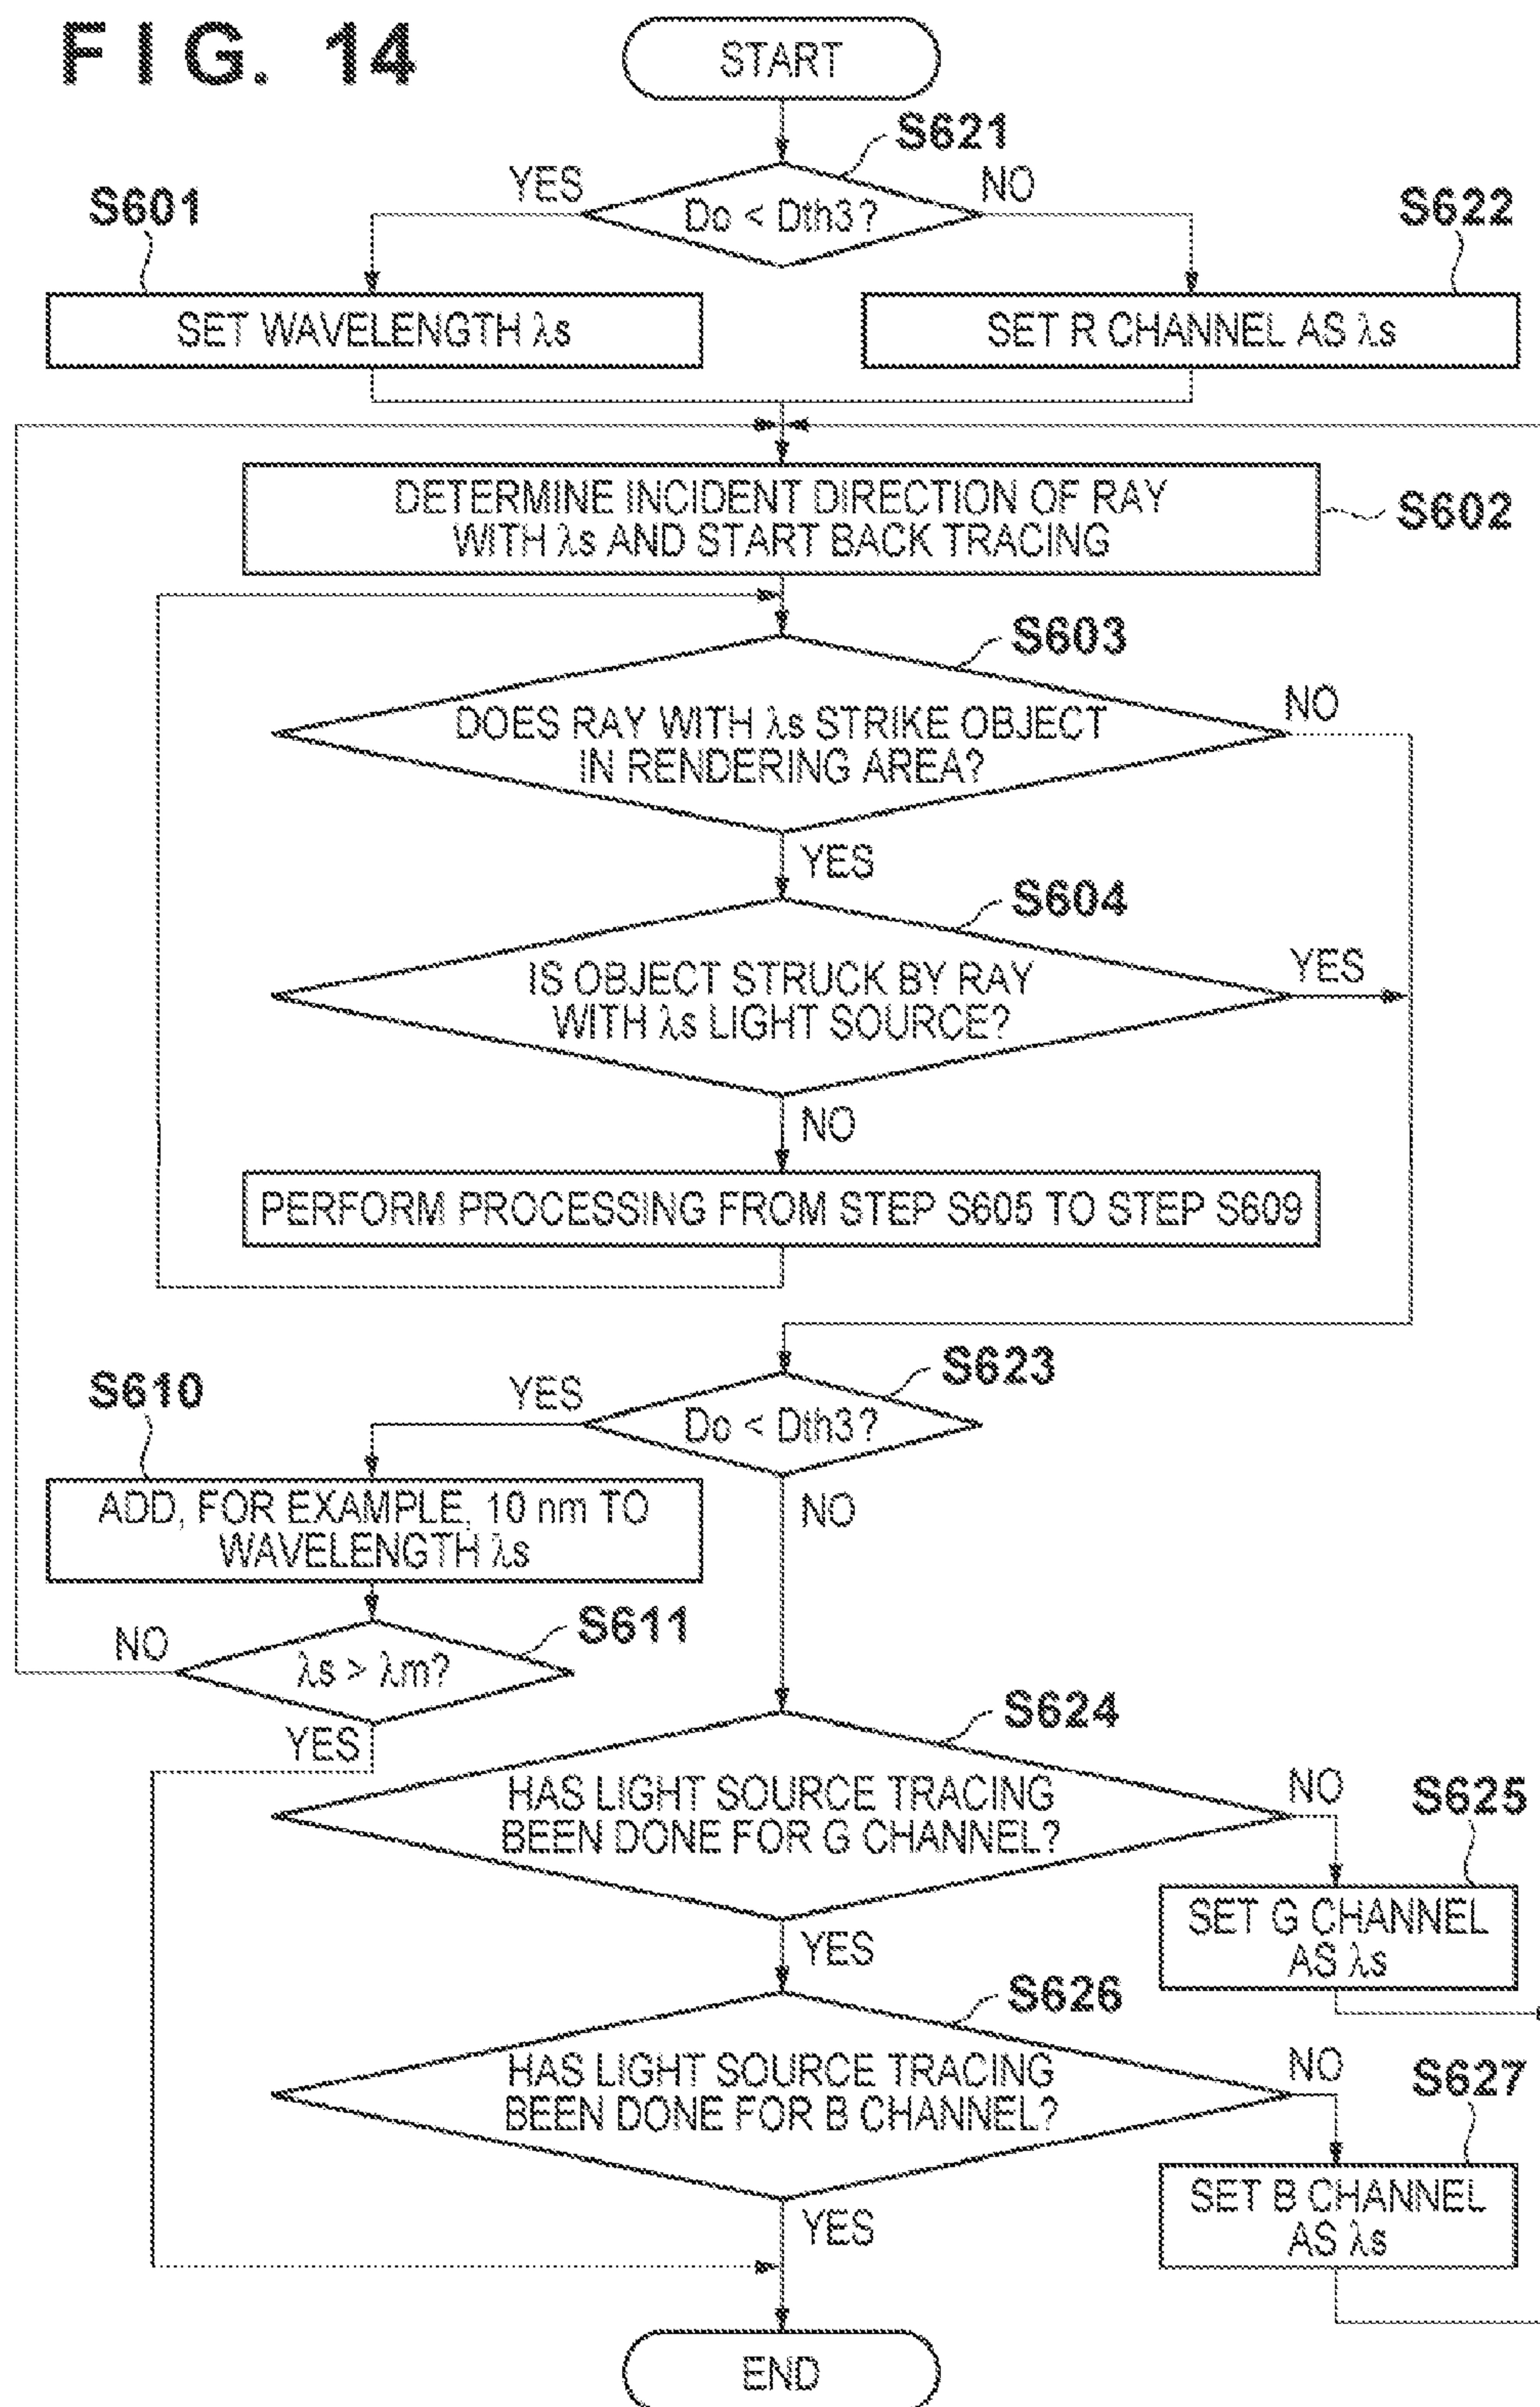 FIG. 14
START
S621
YES
NO
Do < Dth3?
S601
S622
SET WAVELENGTH λs
SET R CHANNEL AS λs
DETERMINE INCIDENT DIRECTION OF RAY
WITH λs AND START BACK TRACING
S602
S603
DOES RAY WITH λs STRIKE OBJECT
IN RENDERING AREA?
NO
YES
S604
IS OBJECT STRUCK BY RAY
WITH λs LIGHT SOURCE?
YES
NO
PERFORM PROCESSING FROM STEP S605 TO STEP S609
S623
YES
Do < Dth3?
S610
NO
ADD, FOR EXAMPLE, 10 nm TO
WAVELENGTH λs
S611
NO
λs > λm?
YES
S624
HAS LIGHT SOURCE TRACING
BEEN DONE FOR G CHANNEL?
NO
S625
SET G CHANNEL
AS λs
YES
S626
HAS LIGHT SOURCE TRACING
BEEN DONE FOR B CHANNEL?
NO
S627
SET B CHANNEL
AS λs
YES
END